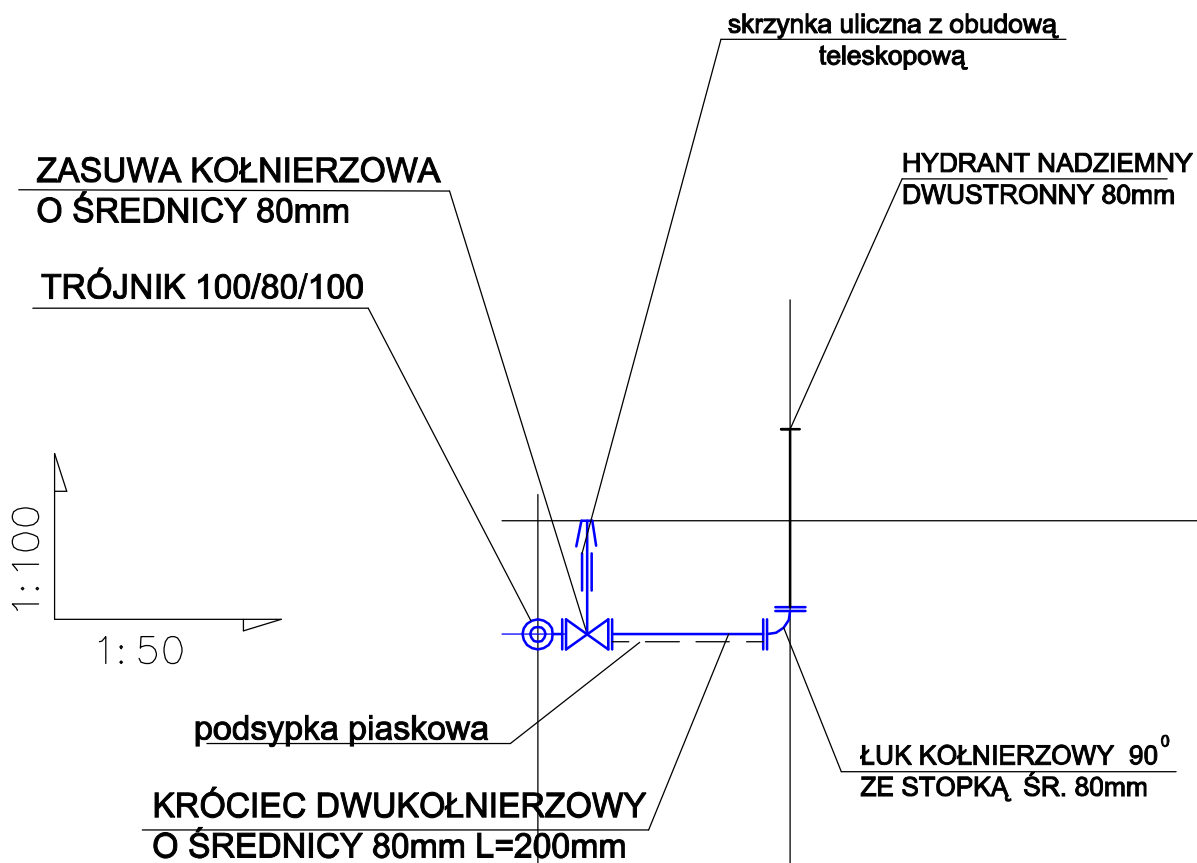 skrzynka uliczna z obudową
teleskopową
ZASUWA KOŁNIERZOWA
O ŚREDNICY 80mm
HYDRANT NADZIEMNY
DWUSTRONNY 80mm
TRÓJNIK 100/80/100
1:100
1:50
podsypka piaskowa
ŁUK KOŁNIERZOWY 90⁰
ZE STOPKĄ ŚR. 80mm
KRÓCIEC DWUKOŁNIERZOWY
O ŚREDNICY 80mm L=200mm